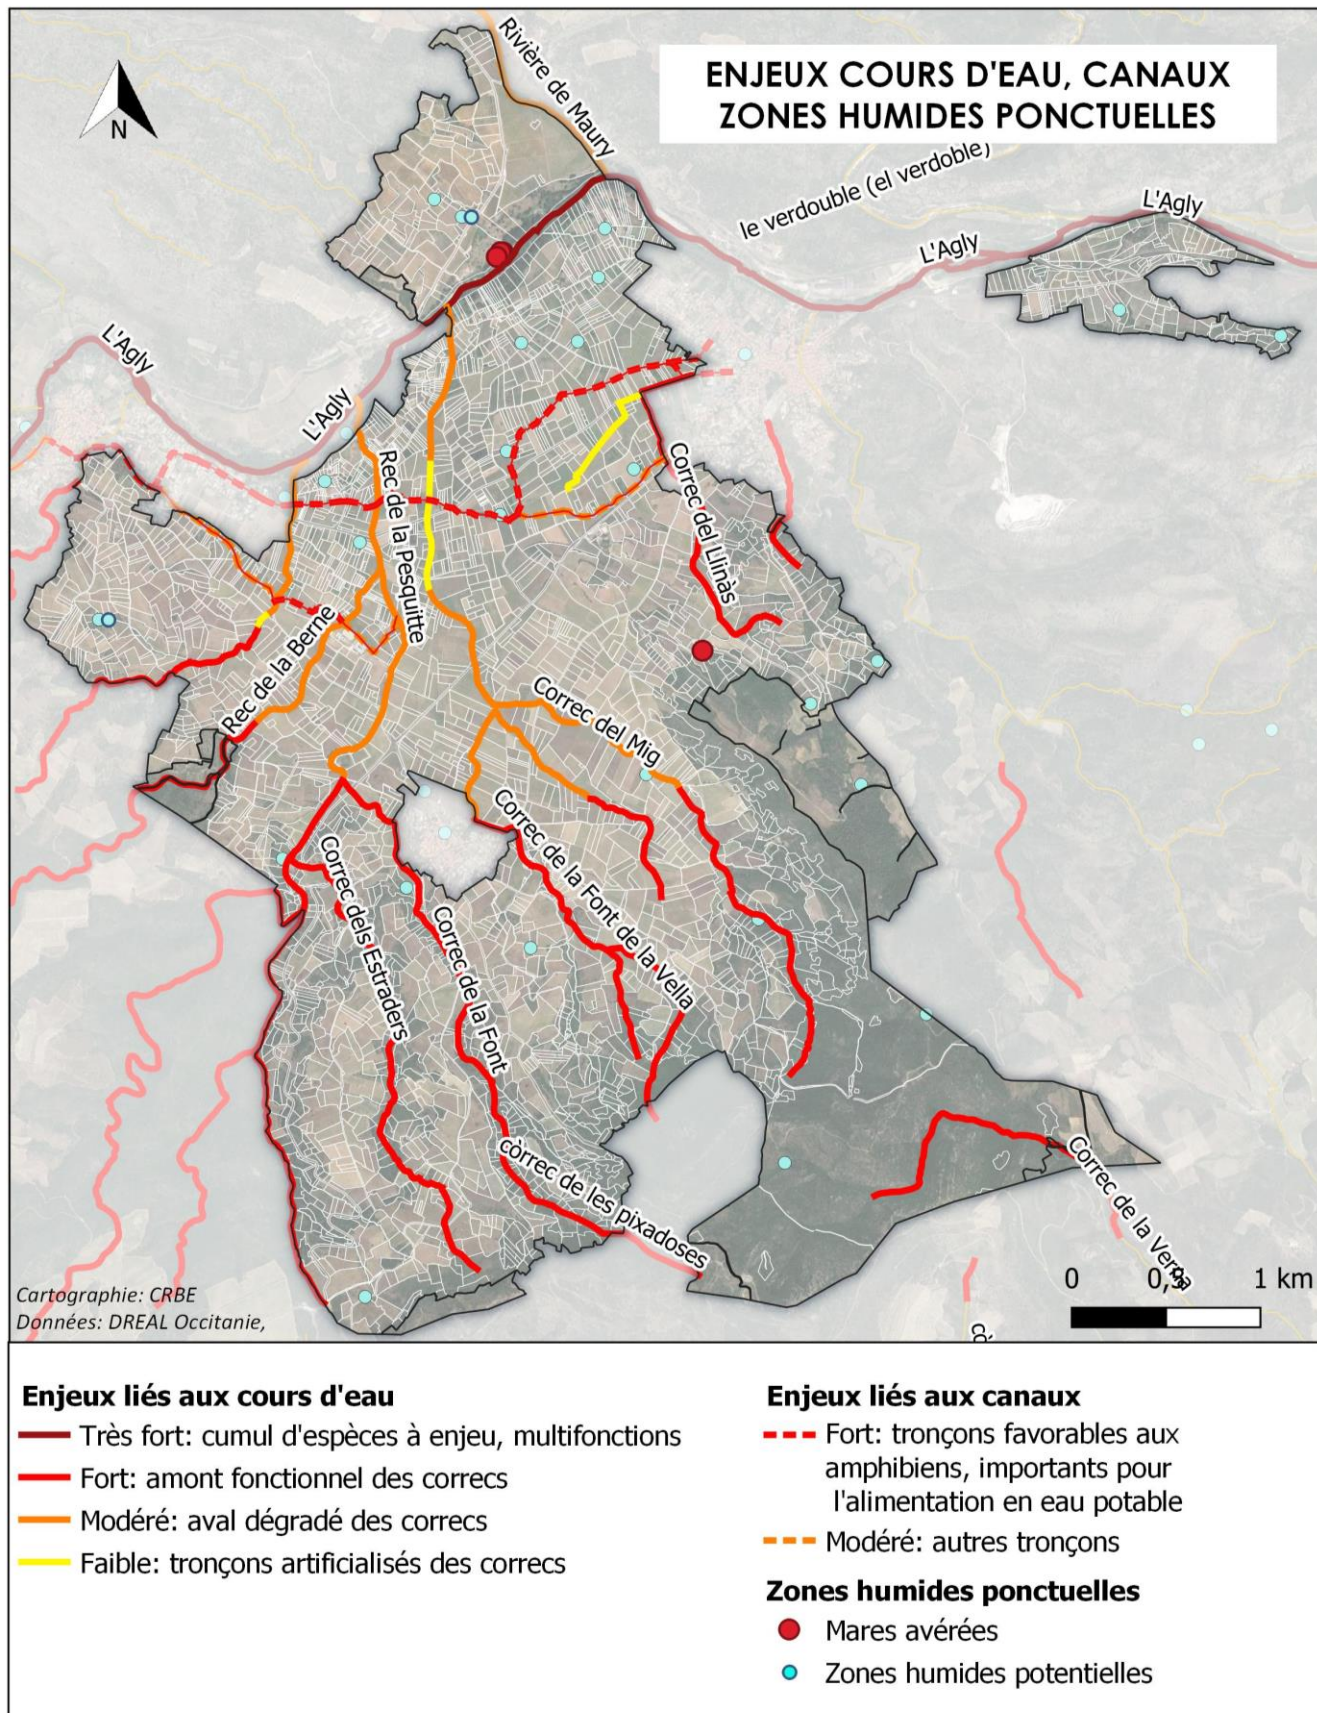 ENJEUX COURS D'EAU, CANAUX
ZONES HUMIDES PONCTUELLES
N
Rivière de Maury
le verdouble (el verdoble)
L'Agly
L'Agly
L'Agly
L'Agly
Rec de la Pesquitte
Correc del Llinàs
Rec de la Berne
Correc del Mig
Correc de la Font de la Vella
Correc dels Estraders
Correc de la Font
còrrec de les pixadoses
Correc de la Verna
cò
0 0,5 1 km
Cartographie: CRBE
Données: DREAL Occitanie,
Enjeux liés aux cours d'eau
Très fort: cumul d'espèces à enjeu, multifonctions
Fort: amont fonctionnel des correcs
Modéré: aval dégradé des correcs
Faible: tronçons artificialisés des correcs
Enjeux liés aux canaux
Fort: tronçons favorables aux
amphibiens, importants pour
l'alimentation en eau potable
Modéré: autres tronçons
Zones humides ponctuelles
Mares avérées
Zones humides potentielles